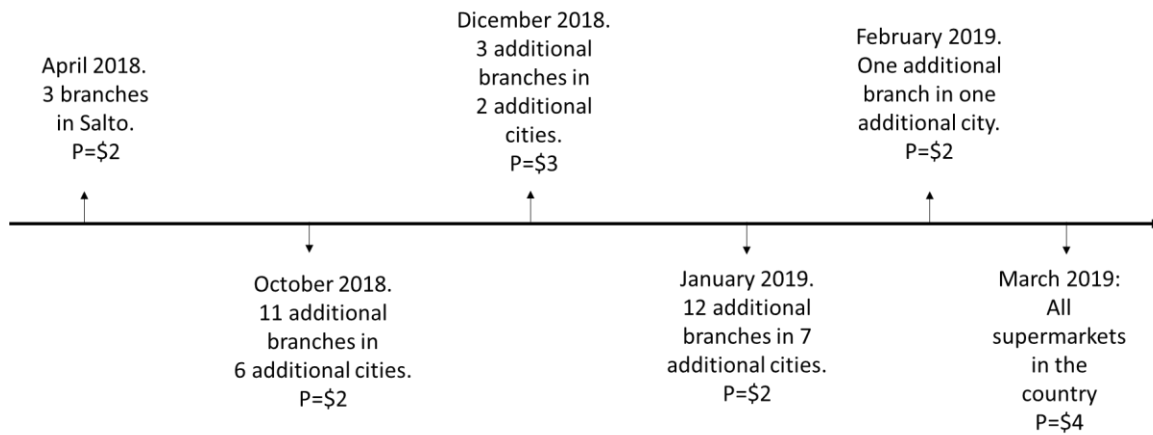 April 2018.
3 branches
in Salto.
P=$2
October 2018.
11 additional
branches in
6 additional cities.
P=$2
Dicember 2018.
3 additional
branches in
2 additional
cities.
P=$3
January 2019.
12 additional
branches in 7
additional cities.
P=$2
February 2019.
One additional
branch in one
additional city.
P=$2
March 2019:
All
supermarkets
in the
country
P=$4